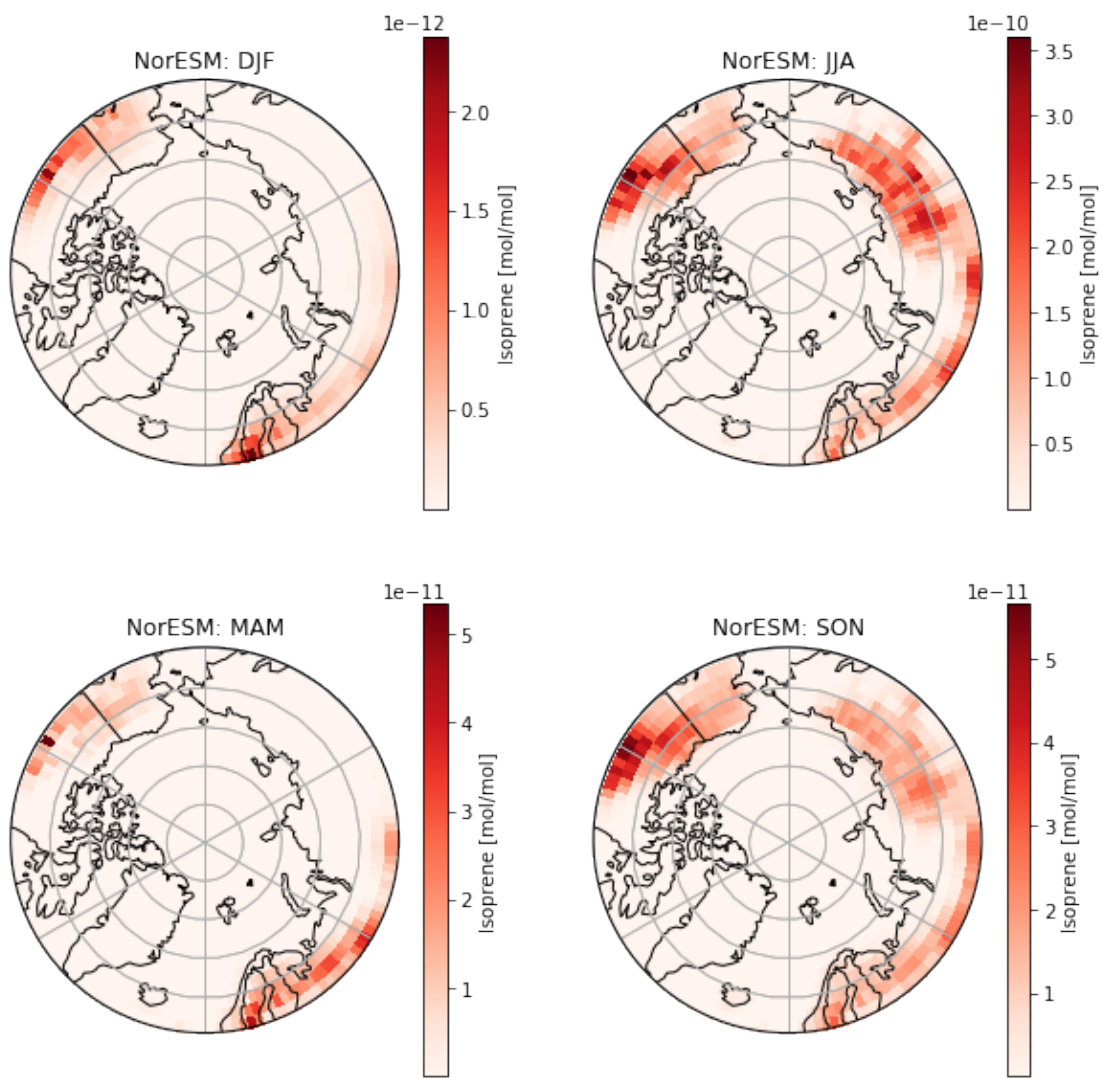 1e−12
NorESM: DJF
2.0
1.5
1.0
0.5
Isoprene [mol/mol]
1e−10
NorESM: JJA
3.5
3.0
2.5
2.0
1.5
1.0
0.5
Isoprene [mol/mol]
1e−11
NorESM: MAM
5
4
3
2
1
Isoprene [mol/mol]
1e−11
NorESM: SON
5
4
3
2
1
Isoprene [mol/mol]